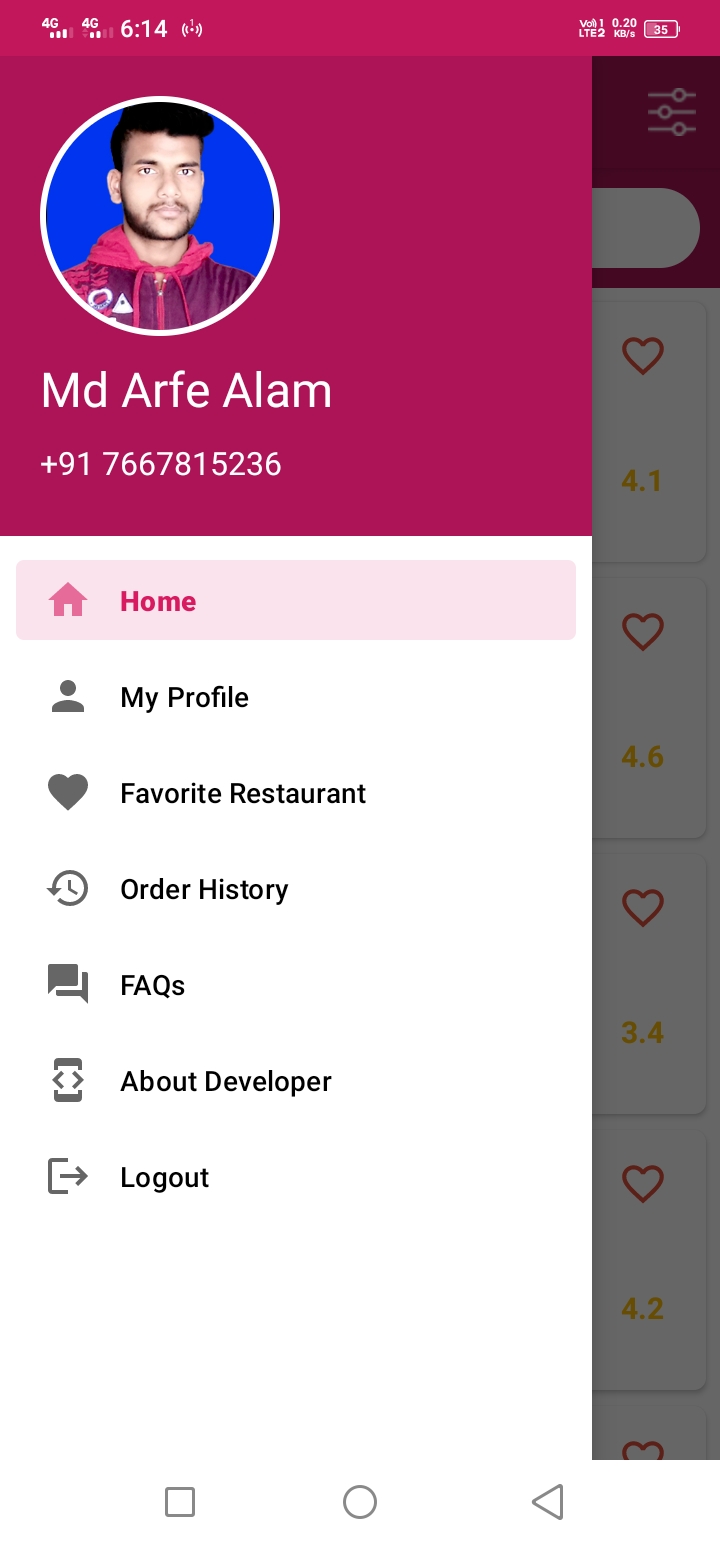 4G 4G 6:14
Vo) 1 LTE2 0.20 KB/s 35
Md Arfe Alam
+91 7667815236
Home
My Profile
Favorite Restaurant
Order History
FAQs
About Developer
Logout
4.1
4.6
3.4
4.2